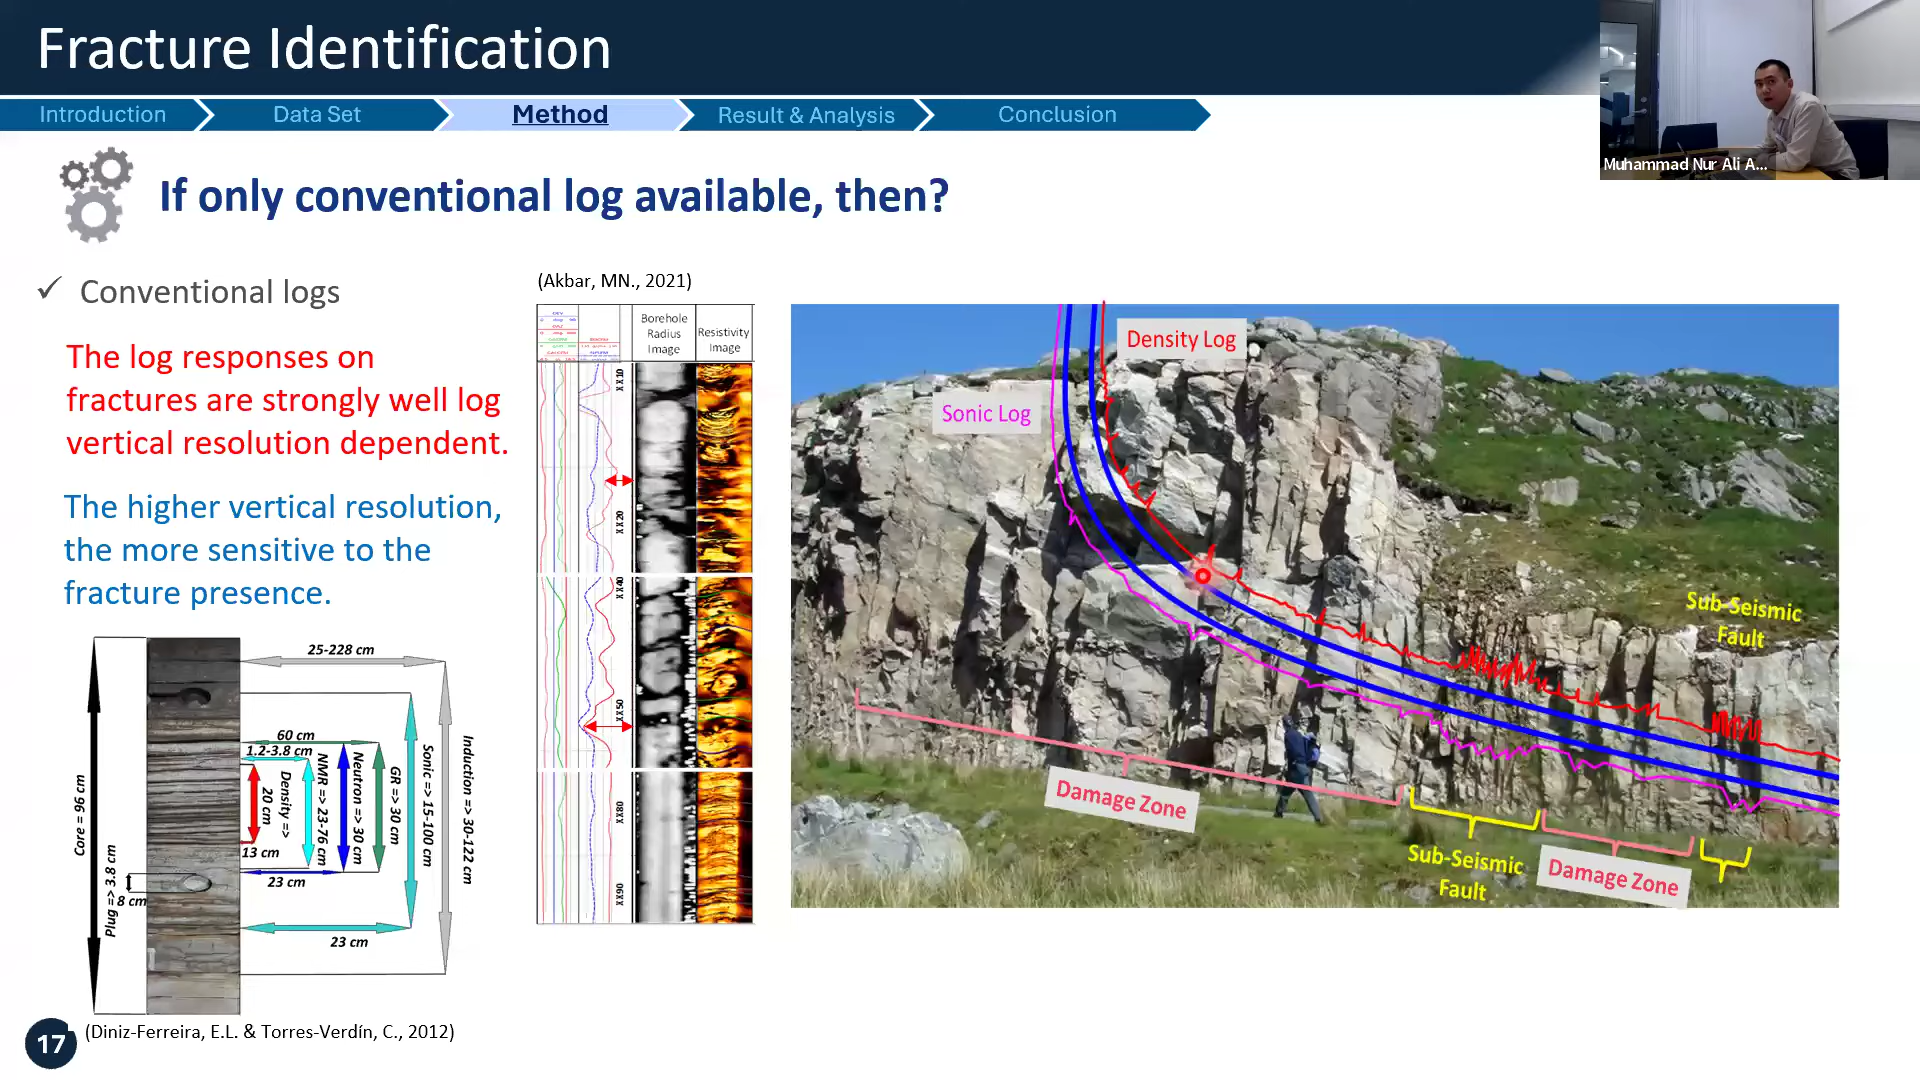 Fracture Identification
Introduction
Data Set
Method
Result & Analysis
Conclusion
Muhammad Nur Ali A...
If only conventional log available, then?
✓ Conventional logs
The log responses on
fractures are strongly well log
vertical resolution dependent.
The higher vertical resolution,
the more sensitive to the
fracture presence.
(Akbar, MN., 2021)
Borehole
Radius
Image
Resistivity
Image
XX10
XX20
XX40
XX50
XX80
XX90
Density Log
Sonic Log
Sub-Seismic
Fault
Damage Zone
Sub-Seismic
Fault
Damage Zone
25-228 cm
60 cm
1.2-3.8 cm
Core = 96 cm
Plug => 3.8 cm
8 cm
20 cm
Density =>
NMR => 23-76 cm
Neutron => 30 cm
GR => 30 cm
Sonic => 15-100 cm
Induction => 30-122 cm
13 cm
23 cm
23 cm
17
(Diniz-Ferreira, E.L. & Torres-Verdín, C., 2012)